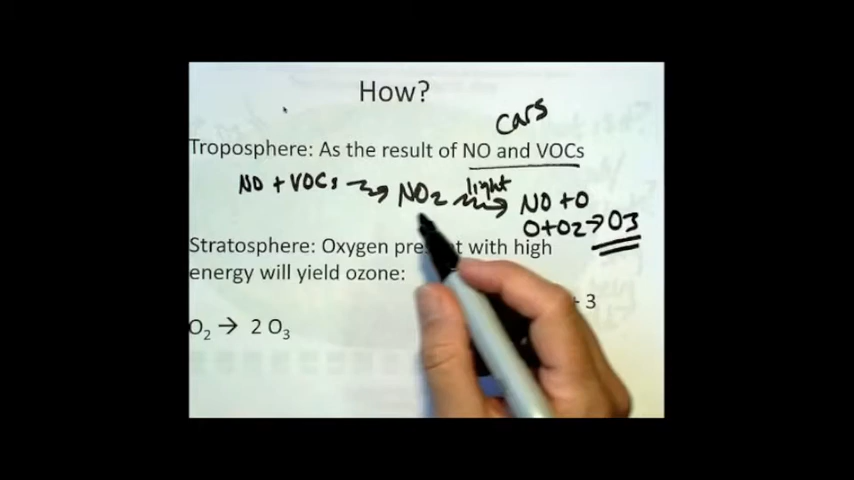 How?
cars
Troposphere: As the result of NO and VOCs
NO + VOCs → NO2 light → NO + O
O + O2 → O3
Stratosphere: Oxygen with high
energy will yield ozone:
+ 3
O2 → 2 O3